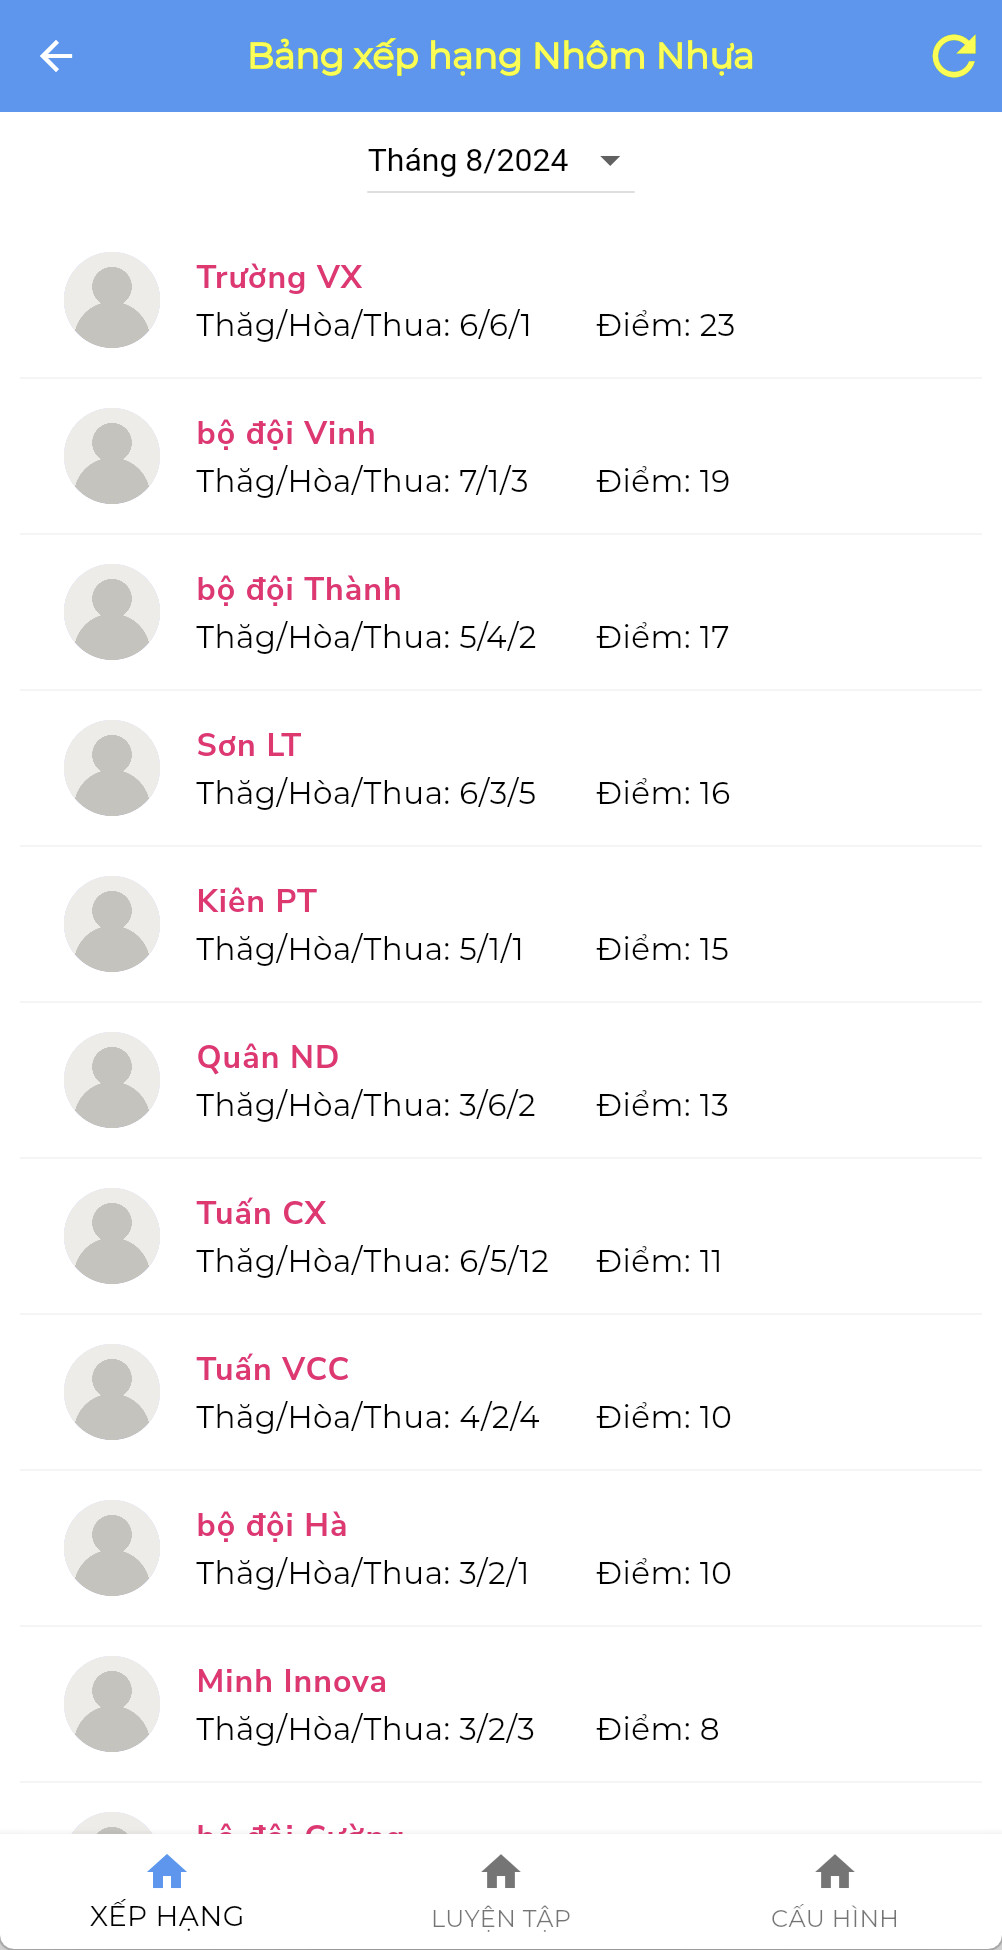 Bảng xếp hạng Nhôm Nhựa
Tháng 8/2024
Trường VX
Thăg/Hòa/Thua: 6/6/1 Điểm: 23
bộ đội Vinh
Thăg/Hòa/Thua: 7/1/3 Điểm: 19
bộ đội Thành
Thăg/Hòa/Thua: 5/4/2 Điểm: 17
Sơn LT
Thăg/Hòa/Thua: 6/3/5 Điểm: 16
Kiên PT
Thăg/Hòa/Thua: 5/1/1 Điểm: 15
Quân ND
Thăg/Hòa/Thua: 3/6/2 Điểm: 13
Tuấn CX
Thăg/Hòa/Thua: 6/5/12 Điểm: 11
Tuấn VCC
Thăg/Hòa/Thua: 4/2/4 Điểm: 10
bộ đội Hà
Thăg/Hòa/Thua: 3/2/1 Điểm: 10
Minh Innova
Thăg/Hòa/Thua: 3/2/3 Điểm: 8
bộ đội Cường
XẾP HẠNG
LUYỆN TẬP
CẤU HÌNH